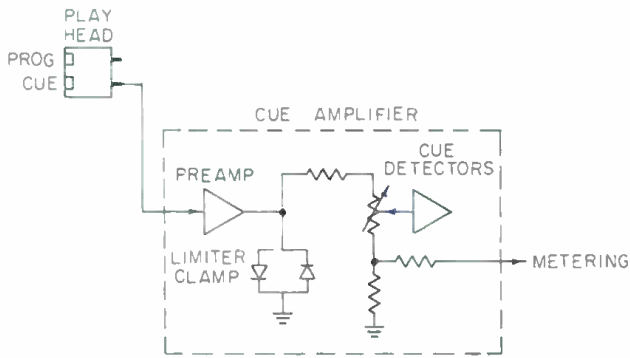 PLAY
HEAD
PROG
CUE
CUE AMPLIFIER
PREAMP
CUE
DETECTORS
LIMITER
CLAMP
METERING